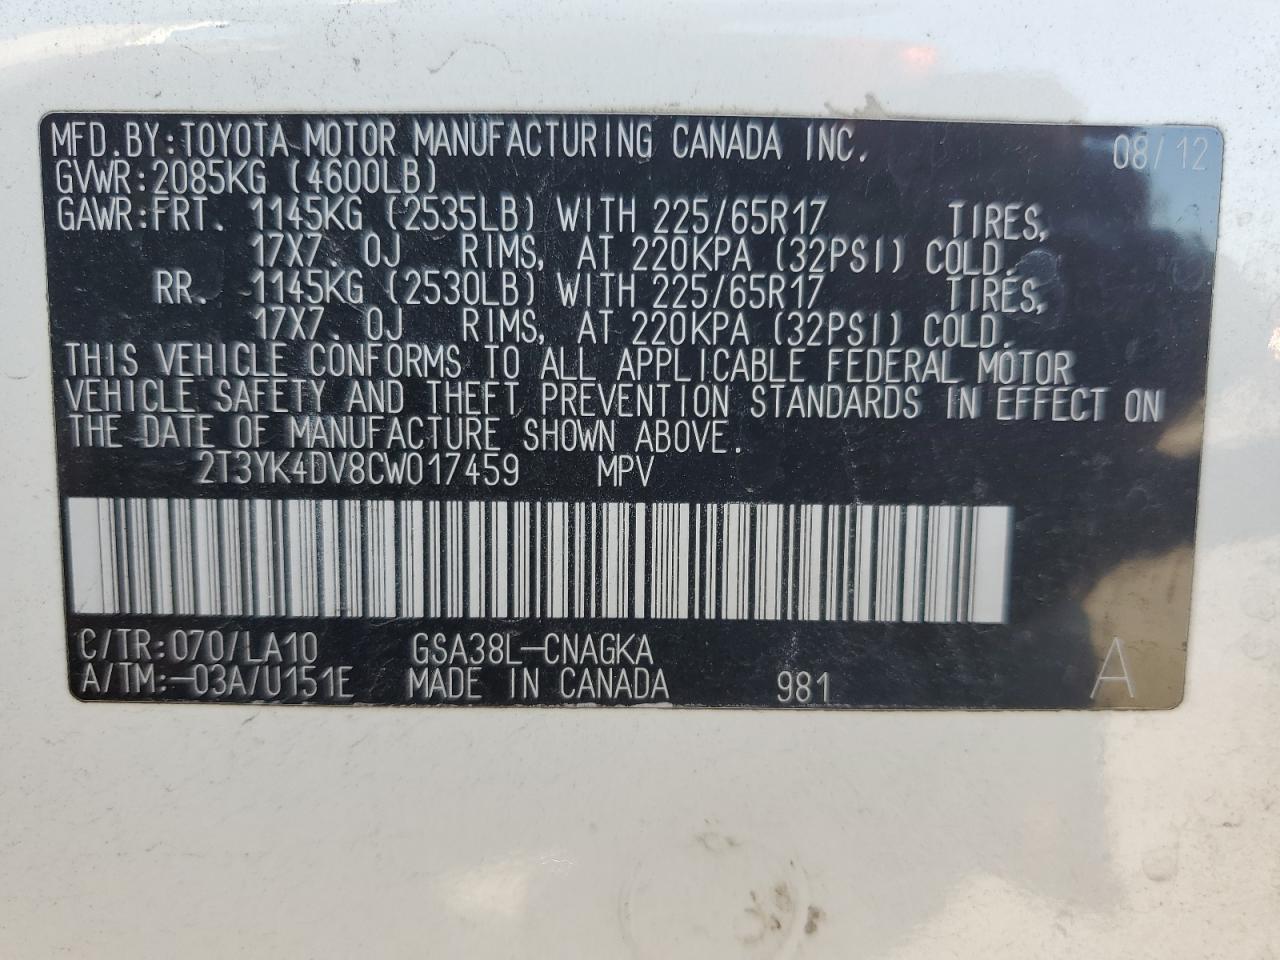 MFD.BY:TOYOTA MOTOR MANUFACTURING CANADA INC. 08/12
GVWR:2085KG (4600LB)
GAWR:FRT. 1145KG (2535LB) WITH 225/65R17 TIRES,
17X7.0J RIMS, AT 220KPA (32PSI) COLD.
RR. 1145KG (2530LB) WITH 225/65R17 TIRES,
17X7.0J RIMS, AT 220KPA (32PSI) COLD.
THIS VEHICLE CONFORMS TO ALL APPLICABLE FEDERAL MOTOR
VEHICLE SAFETY AND THEFT PREVENTION STANDARDS IN EFFECT ON
THE DATE OF MANUFACTURE SHOWN ABOVE.
2T3YK4DV8CW017459 MPV
C/TR:070/LA10 GSA38L-CNAGKA
A/TM:-03A/U151E MADE IN CANADA 981 A